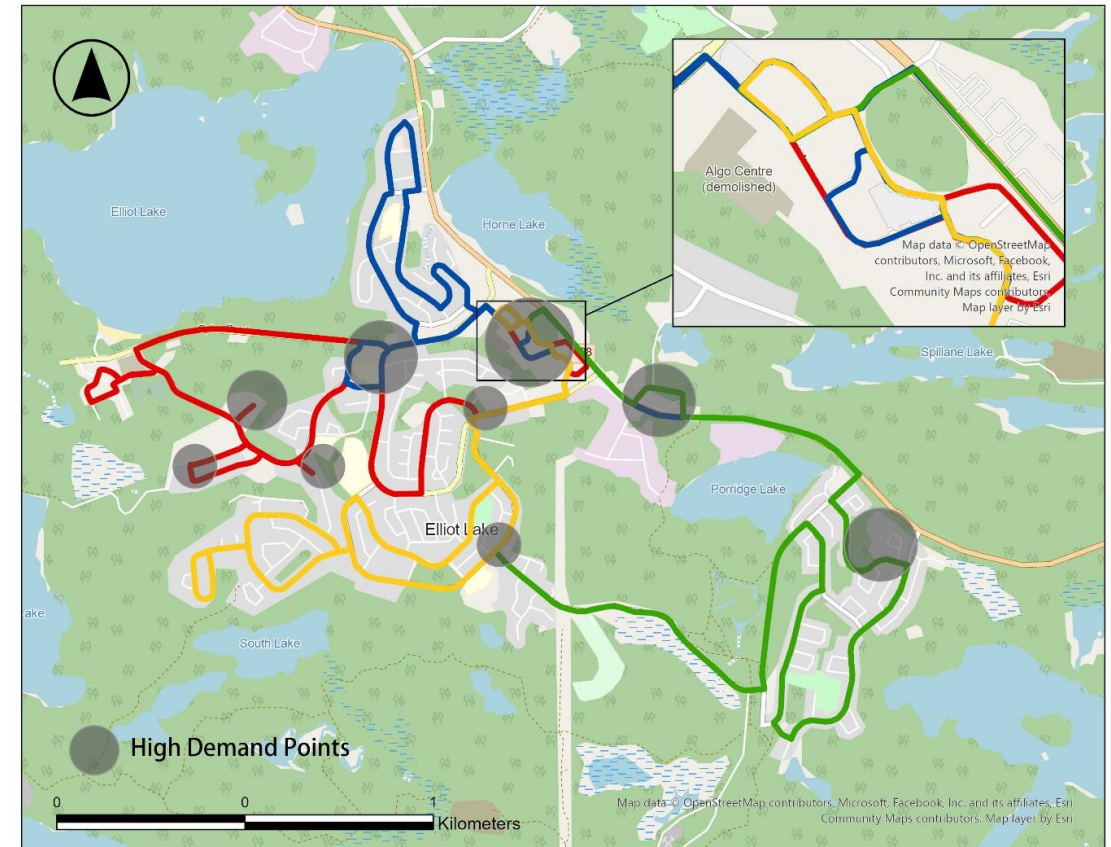 Elliot Lake
Horne Lake
Algo Centre
(demolished)
Map data © OpenStreetMap
contributors, Microsoft, Facebook,
Inc. and its affiliates, Esri
Community Maps contributors,
Map layer by Esri
Spillane Lake
Porridge Lake
Elliot Lake
ake
South Lake
High Demand Points
0 0 1
Kilometers
Map data © OpenStreetMap contributors, Microsoft, Facebook, Inc. and its affiliates, Esri
Community Maps contributors, Map layer by Esri